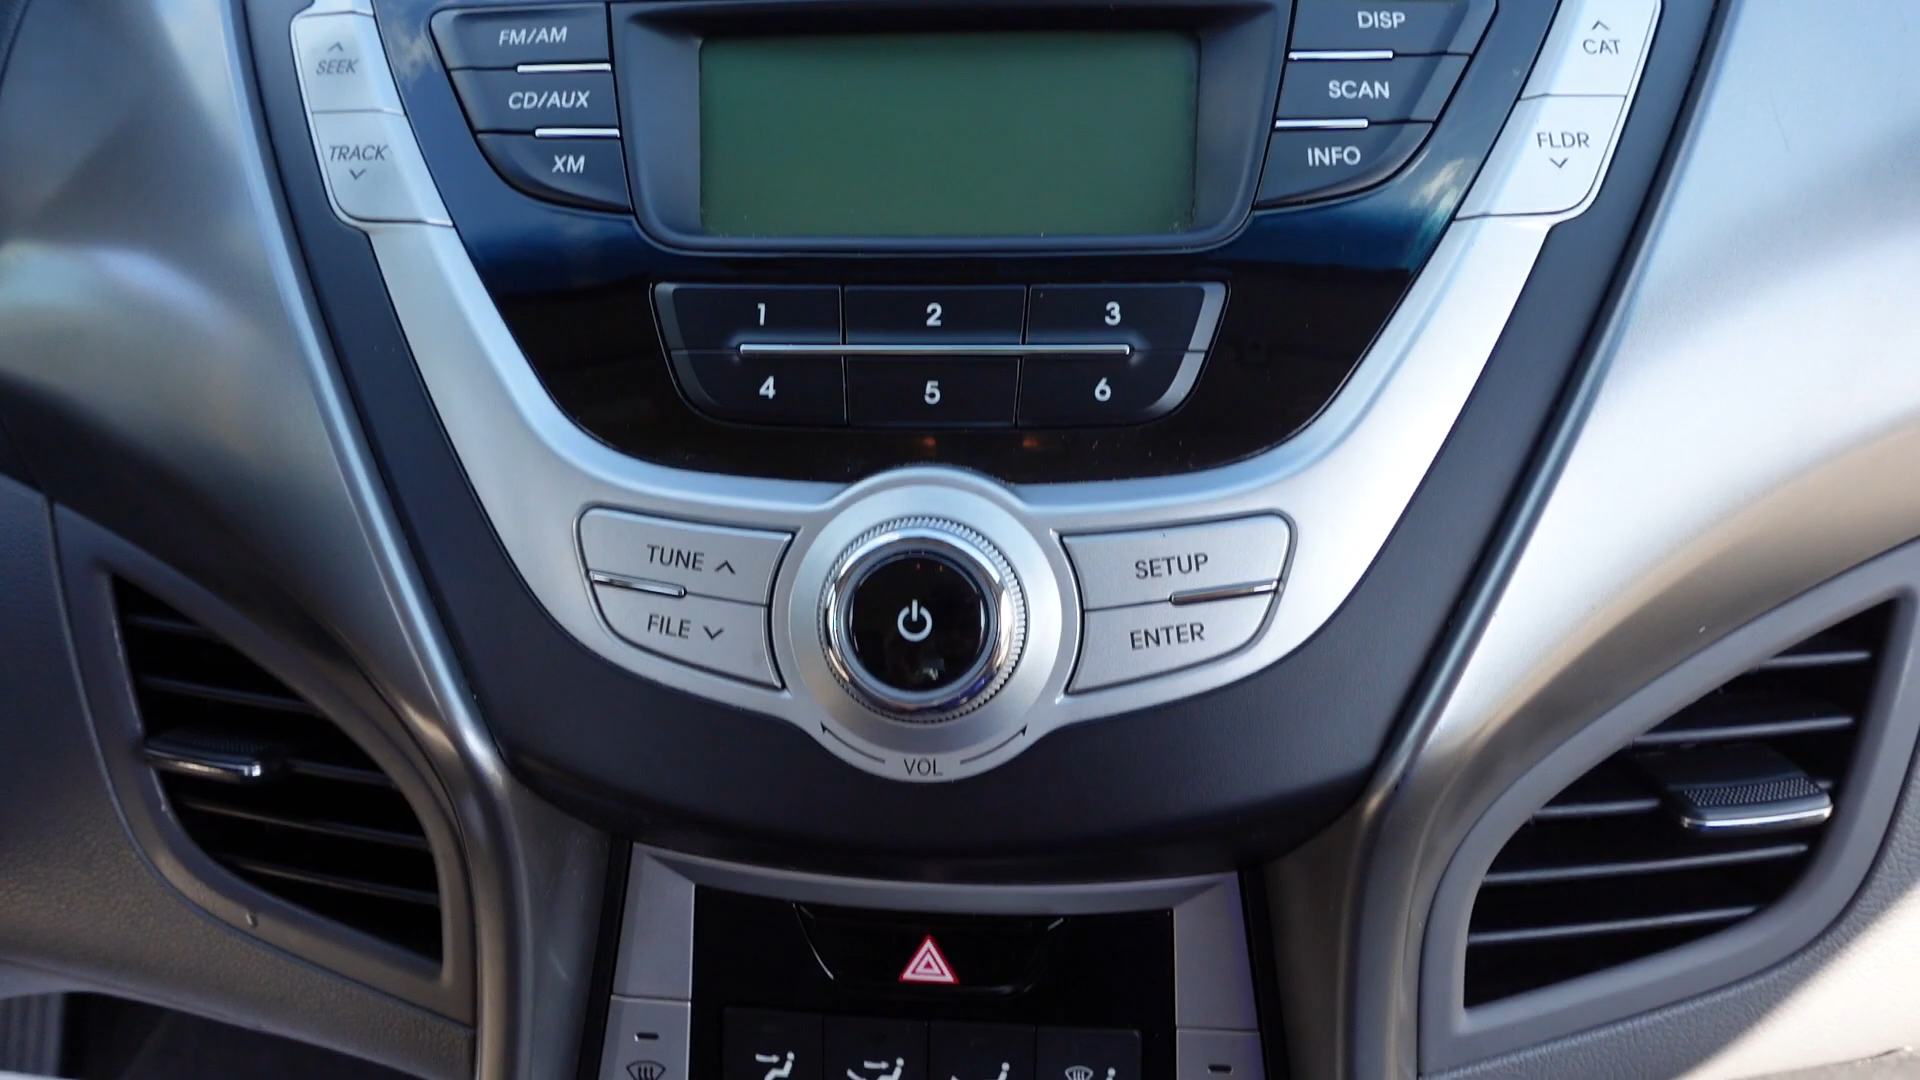 FM/AM
DISP
SEEK
CAT
CD/AUX
SCAN
TRACK
XM
INFO
FLDR
1 2 3
4 5 6
TUNE
SETUP
FILE
ENTER
VOL